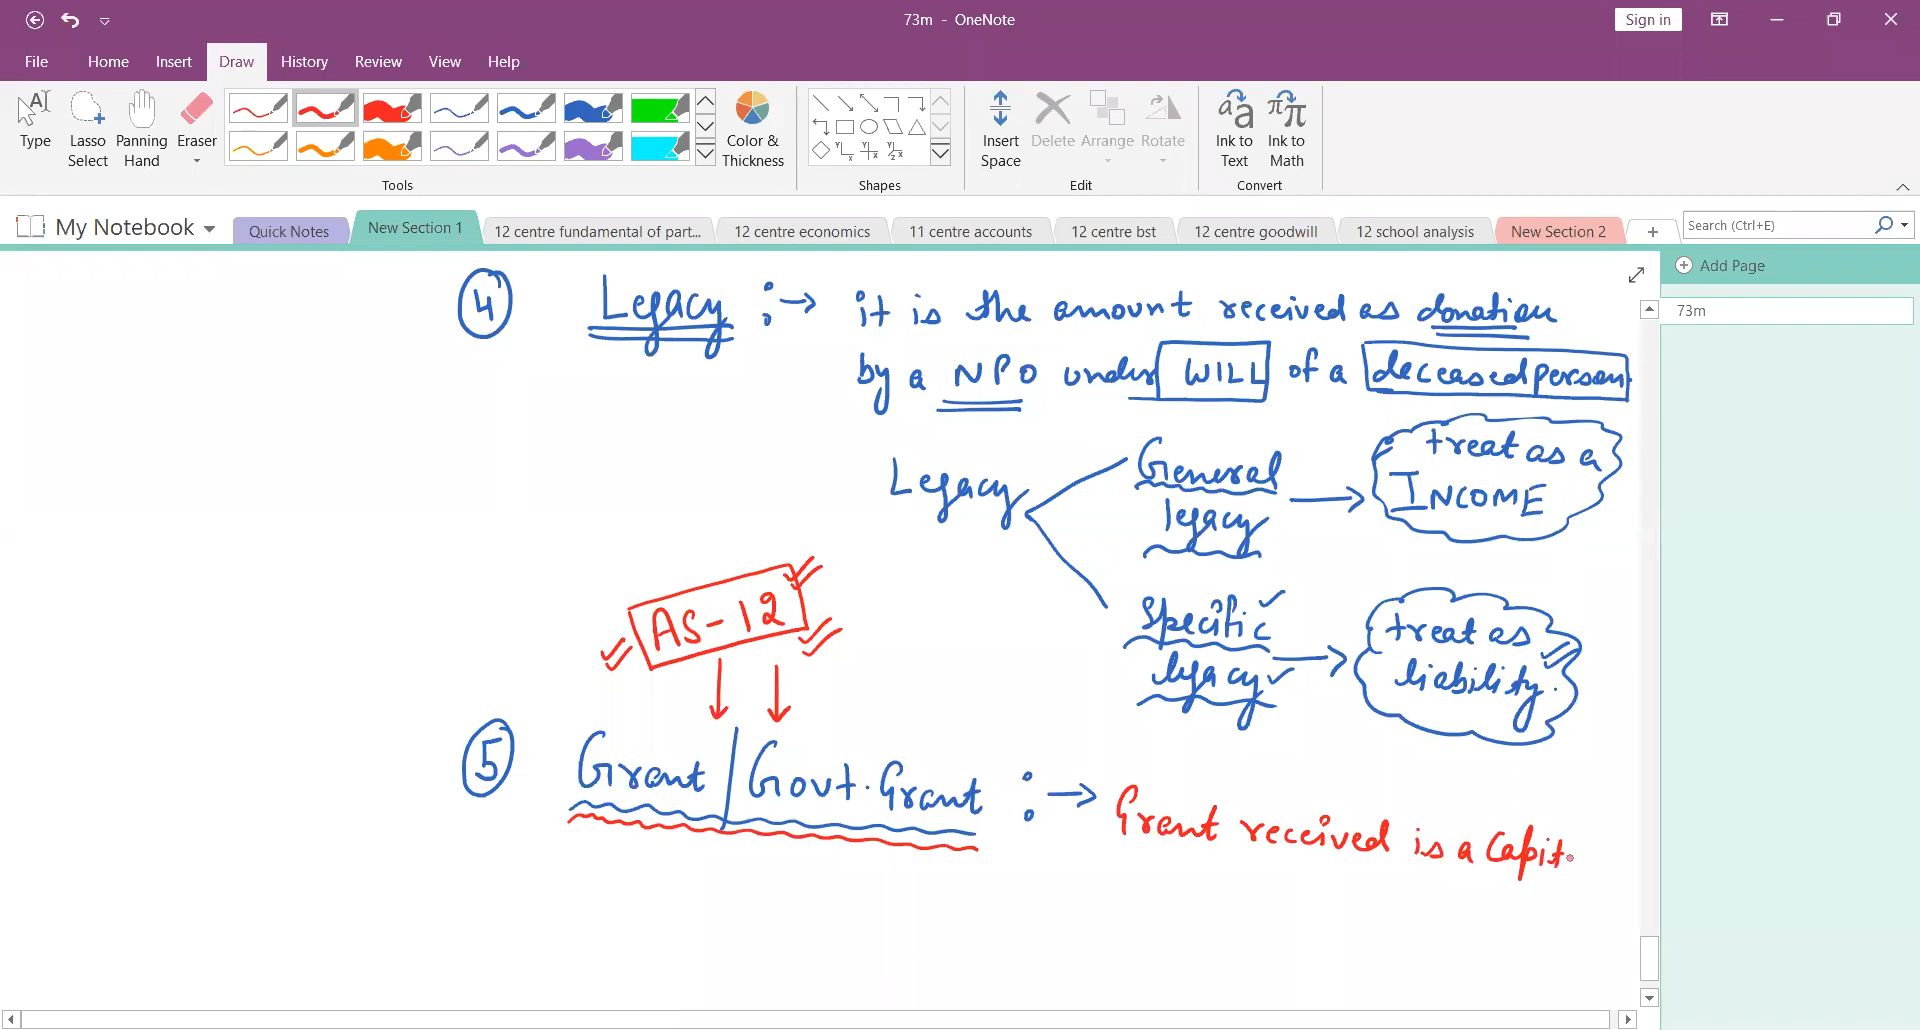 73m - OneNote
Sign in
File Home Insert Draw History Review View Help
Type
Lasso Select
Panning Hand
Eraser
Color & Thickness
Insert Space
Delete
Arrange
Rotate
Ink to Text
Ink to Math
Tools
Shapes
Edit
Convert
My Notebook
Quick Notes
New Section 1
12 centre fundamental of part...
12 centre economics
11 centre accounts
12 centre bst
12 centre goodwill
12 school analysis
New Section 2
Search (Ctrl+E)
Add Page
73m
4 Legacy :→ it is the amount received as donation
by a NPO under WILL of a deceased person
Legacy
General legacy → treat as a INCOME
Specific legacy → treat as liability.
AS-12
5 Grant / Govt. Grant :→ Grant received is a Capit